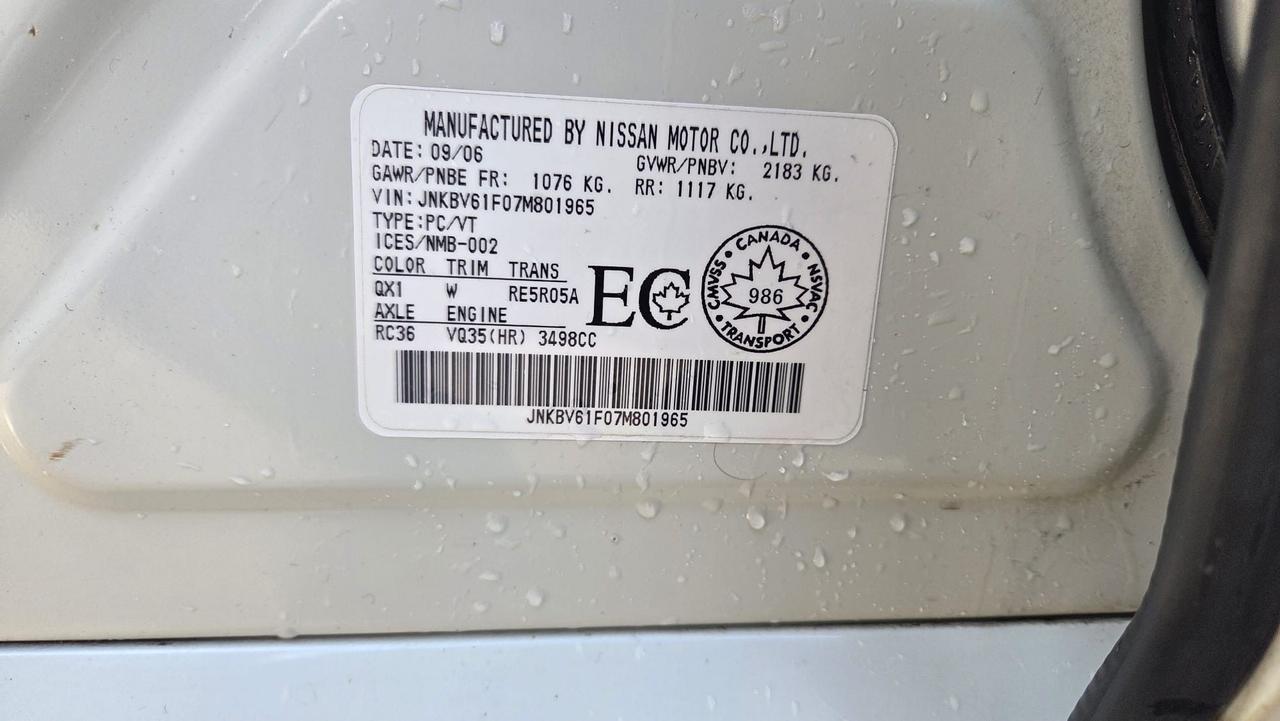 MANUFACTURED BY NISSAN MOTOR CO.,LTD.
DATE: 09/06 GVWR/PNBV: 2183 KG.
GAWR/PNBE FR: 1076 KG. RR: 1117 KG.
VIN: JNKBV61F07M801965
TYPE:PC/VT
ICES/NMB-002
COLOR TRIM TRANS
QX1 W RE5R05A
AXLE ENGINE
RC36 VQ35(HR) 3498CC
EC
CANADA
CMVSS 986 NSVAC
TRANSPORT
JNKBV61F07M801965